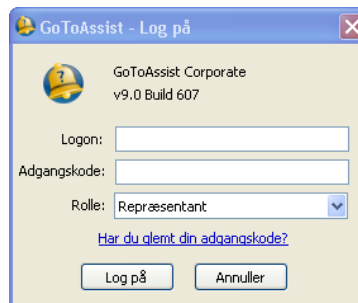 GoToAssist - Log på
GoToAssist Corporate
v9.0 Build 607
Logon:
Adgangskode:
Rolle: Repræsentant
Har du glemt din adgangskode?
Log på Annuller